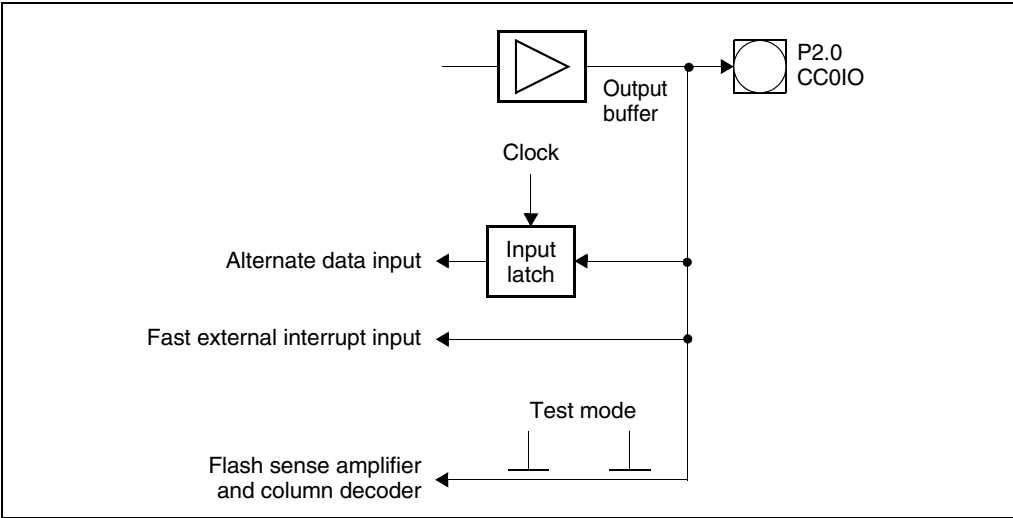 P2.0
CC0IO
Output
buffer
Clock
Input
latch
Alternate data input
Fast external interrupt input
Test mode
Flash sense amplifier
and column decoder